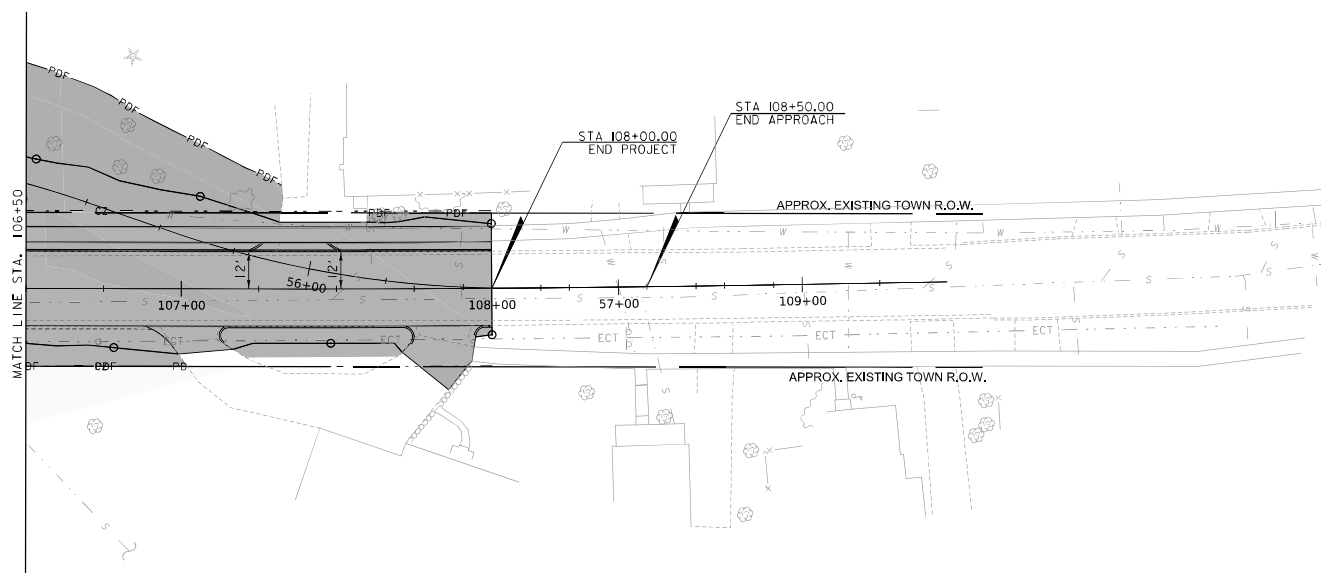 PDF
PDF
PDF
PDF
STA 108+50.00
END APPROACH
STA 108+00.00
END PROJECT
MATCH LINE STA. 106+50
CZ
W
PDF
PDF
APPROX. EXISTING TOWN R.O.W.
W
W
W
W
W
12'
12'
S
S
S
S
56+00
S
W
S
S
107+00
S
S
108+00
57+00
109+00
S
S
ECT
ECT
ECT
ECT
S
S
PDF
APPROX. EXISTING TOWN R.O.W.
S
S